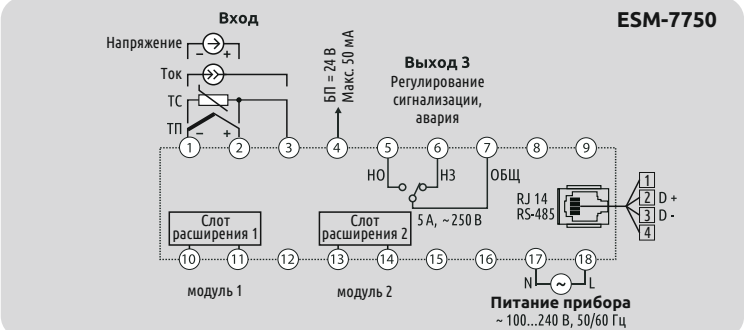 Вход
ESM-7750
Напряжение
– +
Ток
ТС
ТП
– +
БП = 24 В
Макс. 50 мА
Выход 3
Регулирование
сигнализации,
авария
1 2 3 4 5 6 7 8 9
НО НЗ ОБЩ
5 А, ~ 250 В
RJ 14
RS-485
1
2 D +
3 D -
4
Слот
расширения 1
Слот
расширения 2
10 11 12 13 14 15 16 17 18
модуль 1
модуль 2
N ~ L
Питание прибора
~ 100...240 В, 50/60 Гц